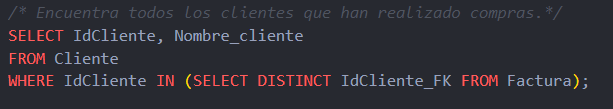 /* Encuentra todos los clientes que han realizado compras.*/
SELECT IdCliente, Nombre_cliente
FROM Cliente
WHERE IdCliente IN (SELECT DISTINCT IdCliente_FK FROM Factura);